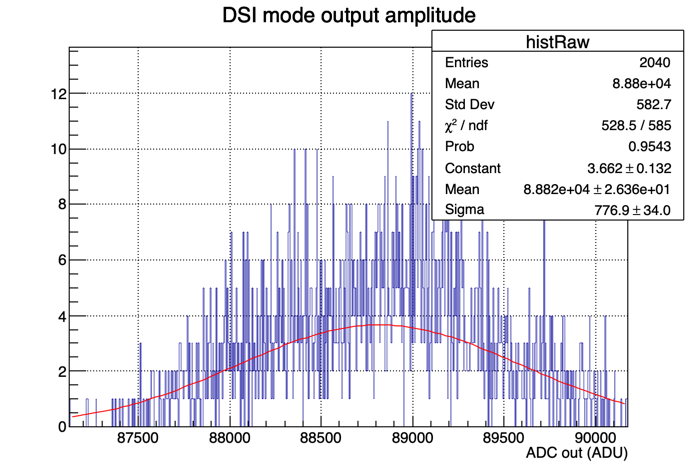 DSI mode output amplitude
histRaw
Entries 2040
Mean 8.88e+04
Std Dev 582.7
χ² / ndf 528.5 / 585
Prob 0.9543
Constant 3.662 ± 0.132
Mean 8.882e+04 ± 2.636e+01
Sigma 776.9 ± 34.0
12
10
8
6
4
2
0
87500 88000 88500 89000 89500 90000
ADC out (ADU)